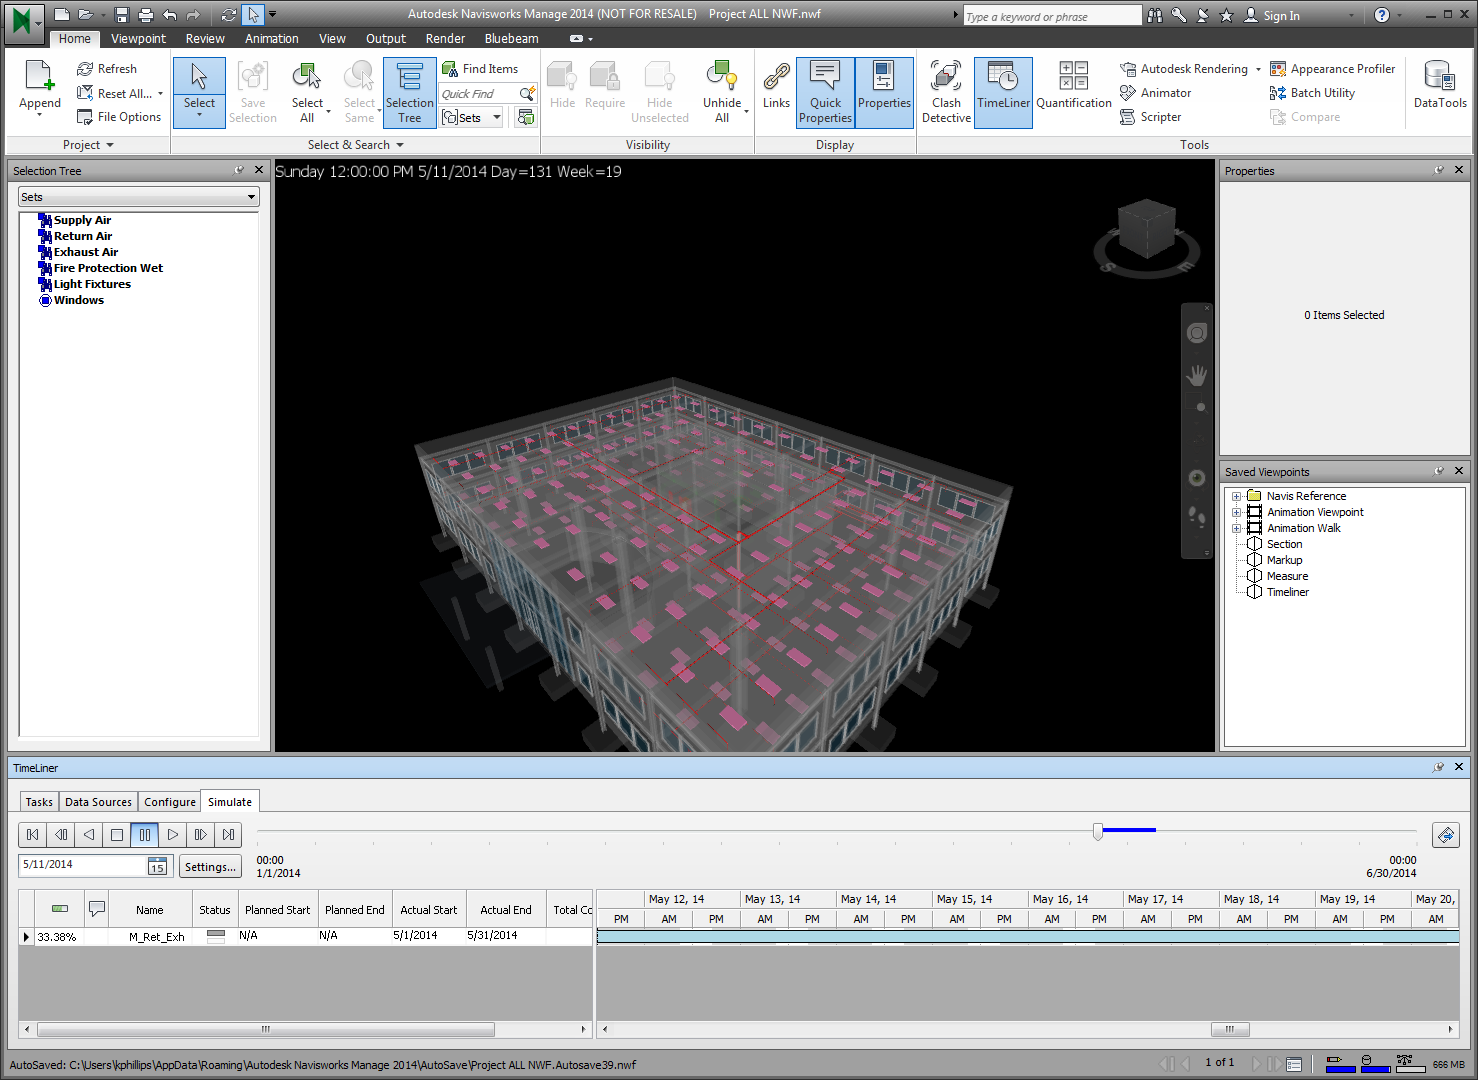 Autodesk Navisworks Manage 2014 (NOT FOR RESALE) Project ALL NWF.nwf
Type a keyword or phrase
Sign In
Home Viewpoint Review Animation View Output Render Bluebeam
Append
Refresh
Reset All...
File Options
Project
Select
Save Selection
Select All
Select Same
Selection Tree
Find Items
Quick Find
Sets
Select & Search
Hide
Require
Hide Unselected
Unhide All
Visibility
Links
Quick Properties
Properties
Display
Clash Detective
TimeLiner
Quantification
Autodesk Rendering
Animator
Scripter
Appearance Profiler
Batch Utility
Compare
Tools
DataTools
Selection Tree
Sets
Supply Air
Return Air
Exhaust Air
Fire Protection Wet
Light Fixtures
Windows
Sunday 12:00:00 PM 5/11/2014 Day=131 Week=19
S E
Properties
0 Items Selected
Saved Viewpoints
Navis Reference
Animation Viewpoint
Animation Walk
Section
Markup
Measure
Timeliner
TimeLiner
Tasks Data Sources Configure Simulate
5/11/2014
15
Settings...
00:00
1/1/2014
00:00
6/30/2014
Name Status Planned Start Planned End Actual Start Actual End Total Co
33.38% M_Ret_Exh N/A N/A 5/1/2014 5/31/2014
May 12, 14 May 13, 14 May 14, 14 May 15, 14 May 16, 14 May 17, 14 May 18, 14 May 19, 14 May 20,
PM AM PM AM PM AM PM AM PM AM PM AM PM AM PM AM PM AM
AutoSaved: C:\Users\kphillips\AppData\Roaming\Autodesk Navisworks Manage 2014\AutoSave\Project ALL NWF.Autosave39.nwf
1 of 1
666 MB